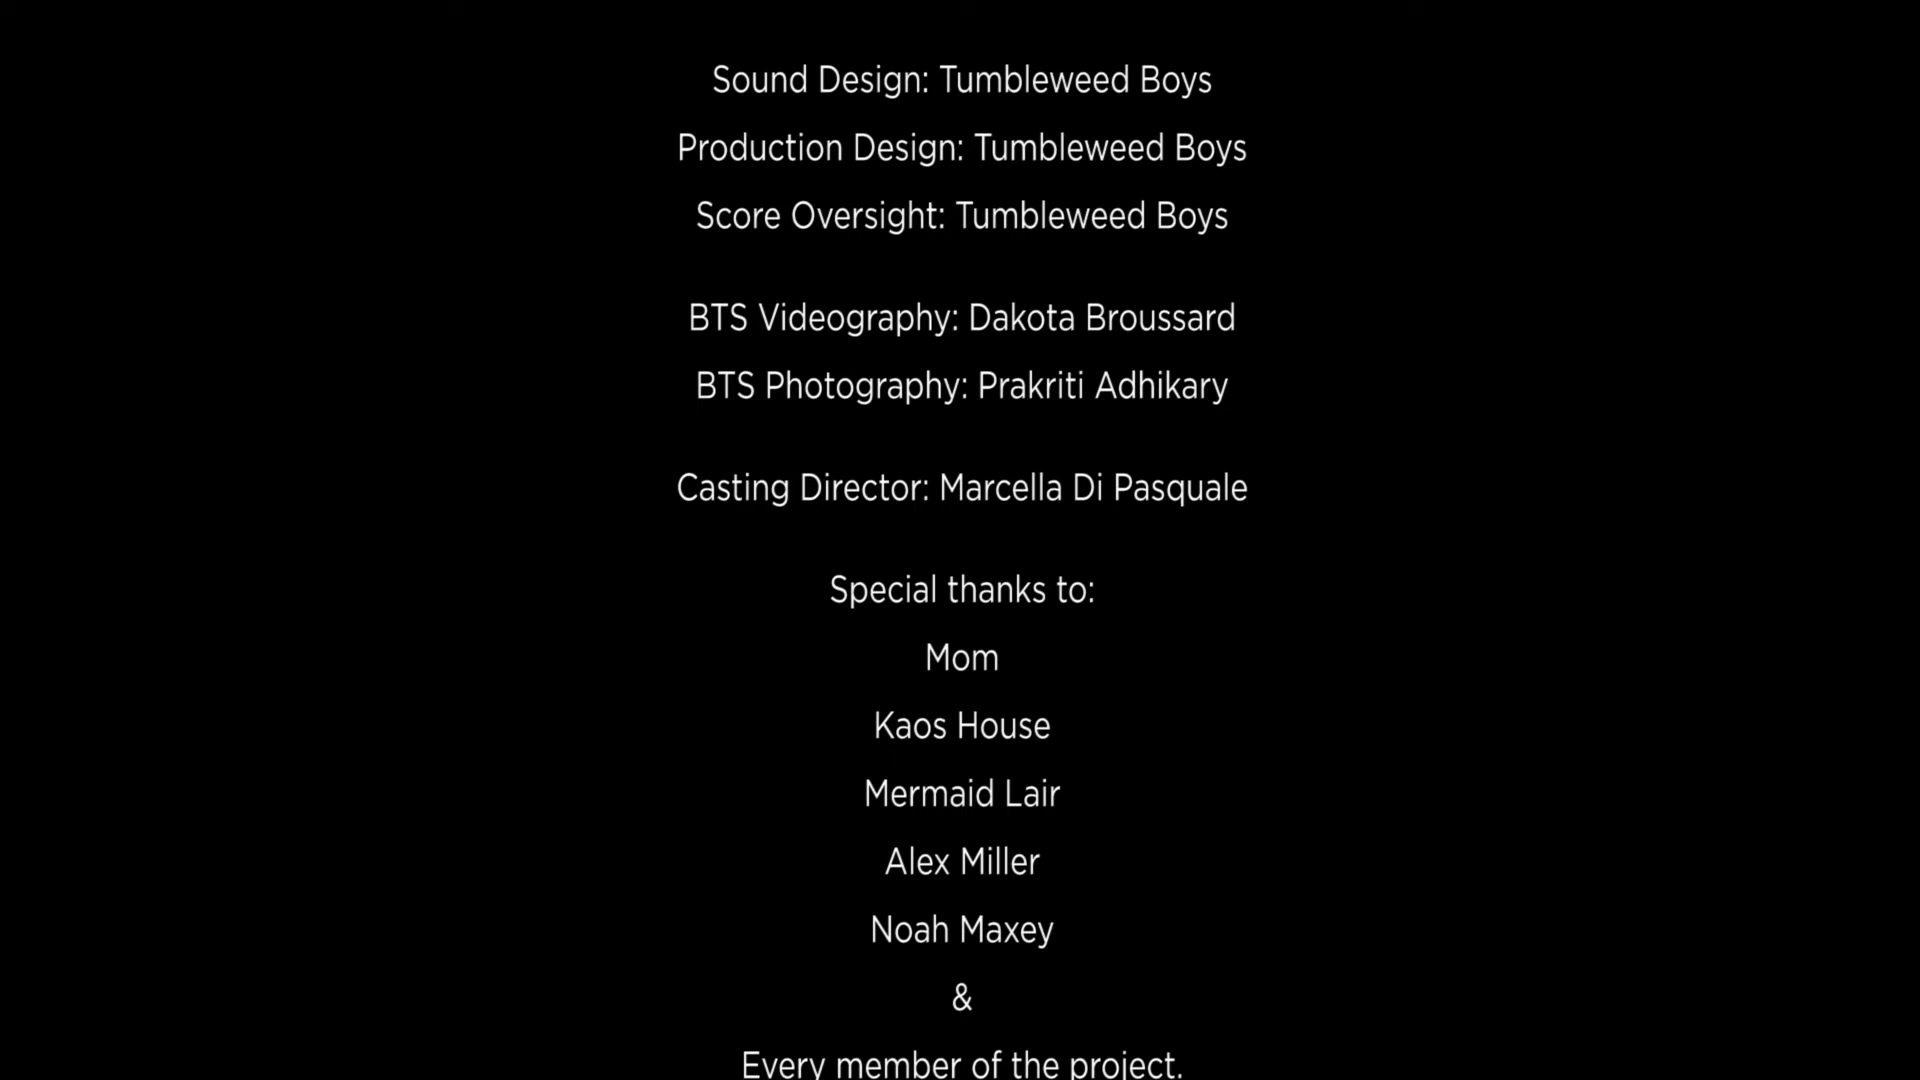 Sound Design: Tumbleweed Boys
Production Design: Tumbleweed Boys
Score Oversight: Tumbleweed Boys
BTS Videography: Dakota Broussard
BTS Photography: Prakriti Adhikary
Casting Director: Marcella Di Pasquale
Special thanks to:
Mom
Kaos House
Mermaid Lair
Alex Miller
Noah Maxey
&
Every member of the project.